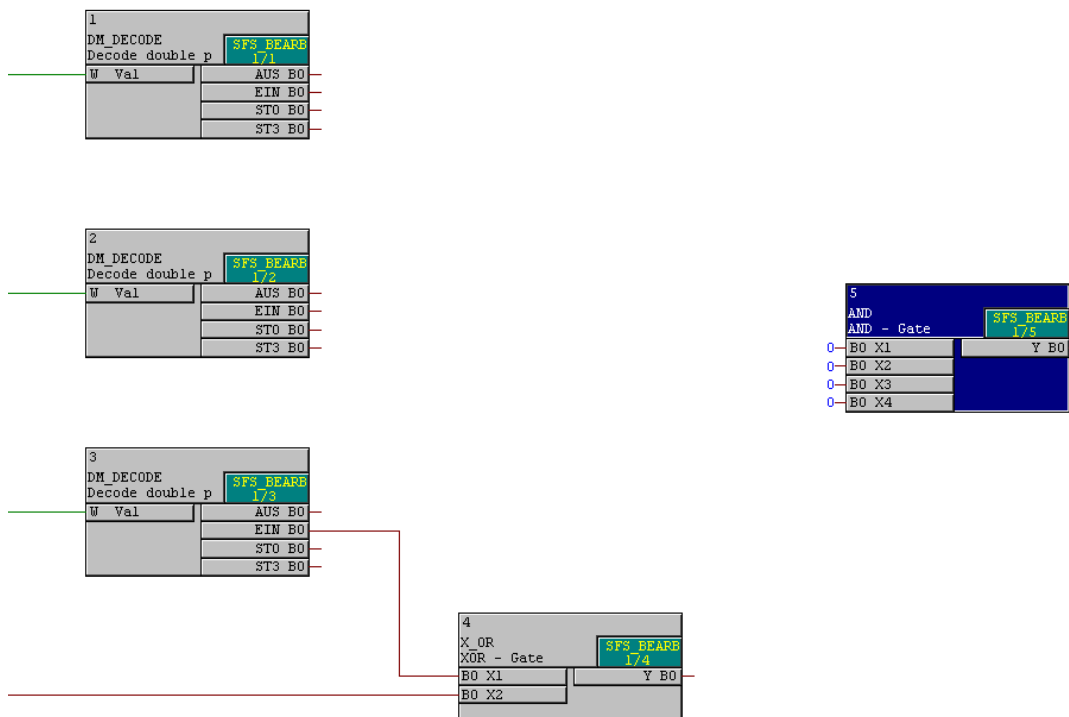 1
DM_DECODE
Decode double p
SFS_BEARB
1/1
W Val
AUS BO
EIN BO
ST0 BO
ST3 BO
2
DM_DECODE
Decode double p
SFS_BEARB
1/2
W Val
AUS BO
EIN BO
ST0 BO
ST3 BO
5
AND
AND - Gate
SFS_BEARB
1/5
0 BO X1
Y BO
0 BO X2
0 BO X3
0 BO X4
3
DM_DECODE
Decode double p
SFS_BEARB
1/3
W Val
AUS BO
EIN BO
ST0 BO
ST3 BO
4
X_OR
XOR - Gate
SFS_BEARB
1/4
BO X1
Y BO
BO X2